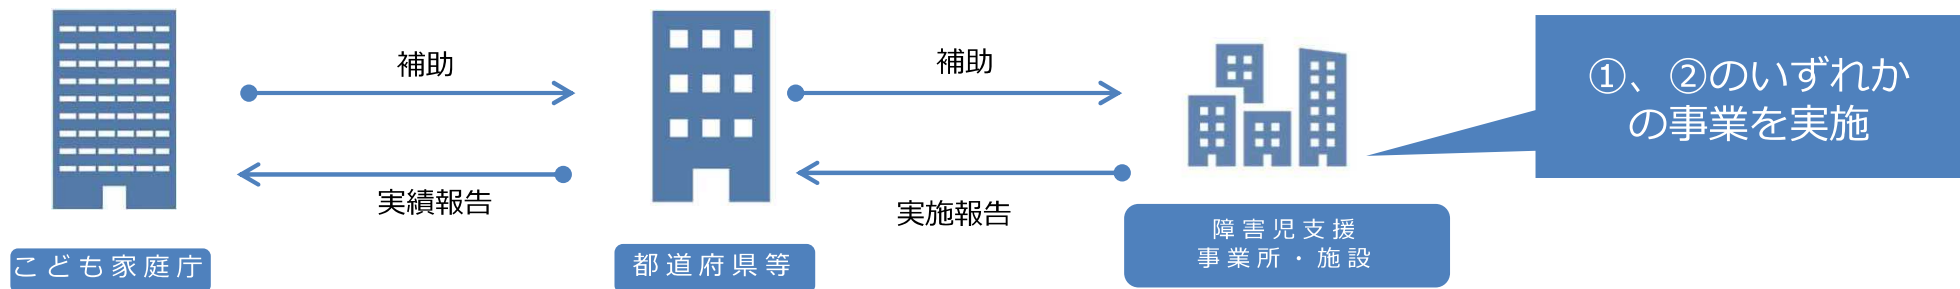 補助
実績報告
こども家庭庁
補助
実施報告
都道府県等
障害児支援
事業所・施設
①、②のいずれか
の事業を実施